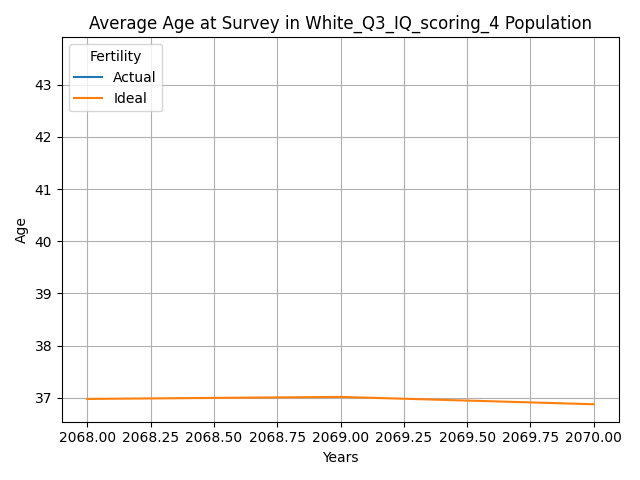 Average Age at Survey in White_Q3_IQ_scoring_4 Population
Fertility
Actual
Ideal
43
42
41
40
39
38
37
Age
2068.00 2068.25 2068.50 2068.75 2069.00 2069.25 2069.50 2069.75 2070.00
Years